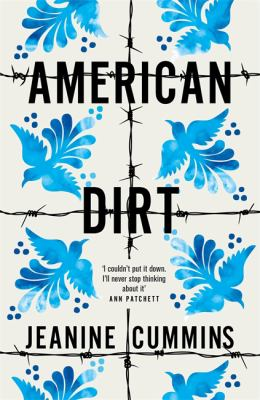 AMERICAN
DIRT
'I couldn't put it down.
I'll never stop thinking
about it'
ANN PATCHETT
JEANINE CUMMINS